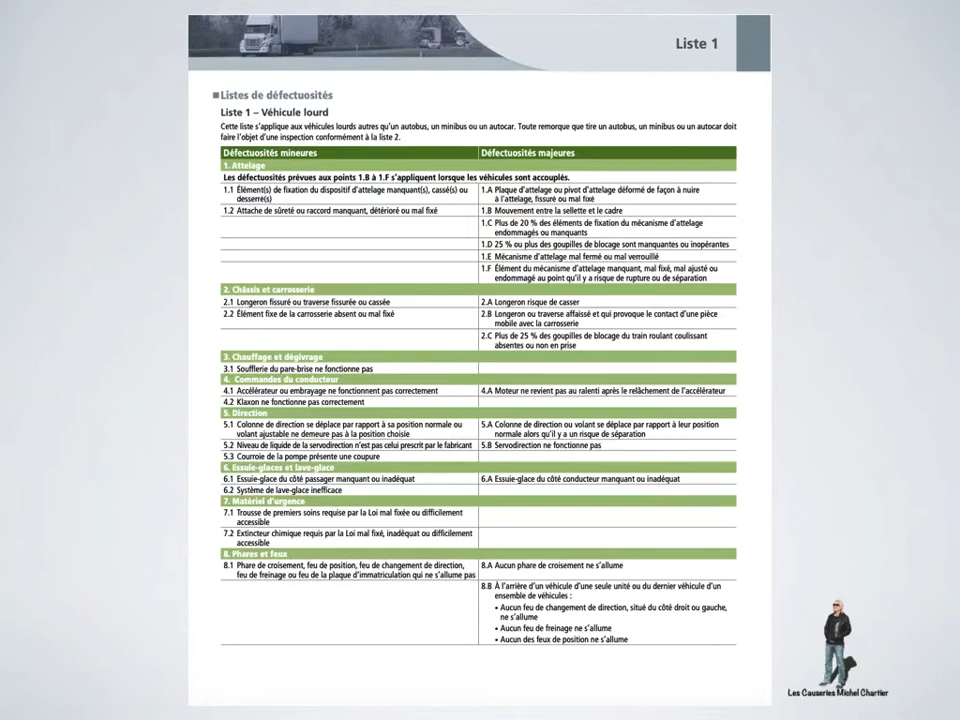 Liste 1
Listes de défectuosités
Liste 1 – Véhicule lourd
Cette liste s'applique aux véhicules lourds autres qu'un autobus, un minibus ou un autocar. Toute remorque que tire un autobus, un minibus ou un autocar doit
faire l'objet d'une inspection conformément à la liste 2.
Défectuosités mineures
Défectuosités majeures
1. Attelage
Les défectuosités prévues aux points 1.B à 1.F s'appliquent lorsque les véhicules sont accouplés.
1.1 Élément(s) de fixation du dispositif d'attelage manquant(s), cassé(s) ou
desserré(s)
1.A Plaque d'attelage ou pivot d'attelage déformé de façon à nuire
à l'attelage, fissuré ou mal fixé
1.2 Attache de sûreté ou raccord manquant, détérioré ou mal fixé
1.B Mouvement entre la sellette et le cadre
1.C Plus de 20 % des éléments de fixation du mécanisme d'attelage
endommagés ou manquants
1.D 25 % ou plus des goupilles de blocage sont manquantes ou inopérantes
1.E Mécanisme d'attelage mal fermé ou mal verrouillé
1.F Élément du mécanisme d'attelage manquant, mal fixé, mal ajusté ou
endommagé au point qu'il y a risque de rupture ou de séparation
2. Châssis et carrosserie
2.1 Longeron fissuré ou traverse fissurée ou cassée
2.A Longeron risque de casser
2.2 Élément fixe de la carrosserie absent ou mal fixé
2.B Longeron ou traverse affaissé et qui provoque le contact d'une pièce
mobile avec la carrosserie
2.C Plus de 25 % des goupilles de blocage du train roulant coulissant
absentes ou non en prise
3. Chauffage et dégivrage
3.1 Soufflerie du pare-brise ne fonctionne pas
4. Commandes du conducteur
4.1 Accélérateur ou embrayage ne fonctionnent pas correctement
4.A Moteur ne revient pas au ralenti après le relâchement de l'accélérateur
4.2 Klaxon ne fonctionne pas correctement
5. Direction
5.1 Colonne de direction se déplace par rapport à sa position normale ou
volant ajustable ne demeure pas à la position choisie
5.A Colonne de direction ou volant se déplace par rapport à leur position
normale alors qu'il y a un risque de séparation
5.2 Niveau de liquide de la servodirection n'est pas celui prescrit par le fabricant
5.B Servodirection ne fonctionne pas
5.3 Courroie de la pompe présente une coupure
6. Essuie-glaces et lave-glace
6.1 Essuie-glace du côté passager manquant ou inadéquat
6.A Essuie-glace du côté conducteur manquant ou inadéquat
6.2 Système de lave-glace inefficace
7. Matériel d'urgence
7.1 Trousse de premiers soins requise par la Loi mal fixée ou difficilement
accessible
7.2 Extincteur chimique requis par la Loi mal fixé, inadéquat ou difficilement
accessible
8. Phares et feux
8.1 Phare de croisement, feu de position, feu de changement de direction,
feu de freinage ou feu de la plaque d'immatriculation qui ne s'allume pas
8.A Aucun phare de croisement ne s'allume
8.B À l'arrière d'un véhicule d'une seule unité ou du dernier véhicule d'un
ensemble de véhicules :
• Aucun feu de changement de direction, situé du côté droit ou gauche,
ne s'allume
• Aucun feu de freinage ne s'allume
• Aucun des feux de position ne s'allume
Les Causeries Michel Chartier